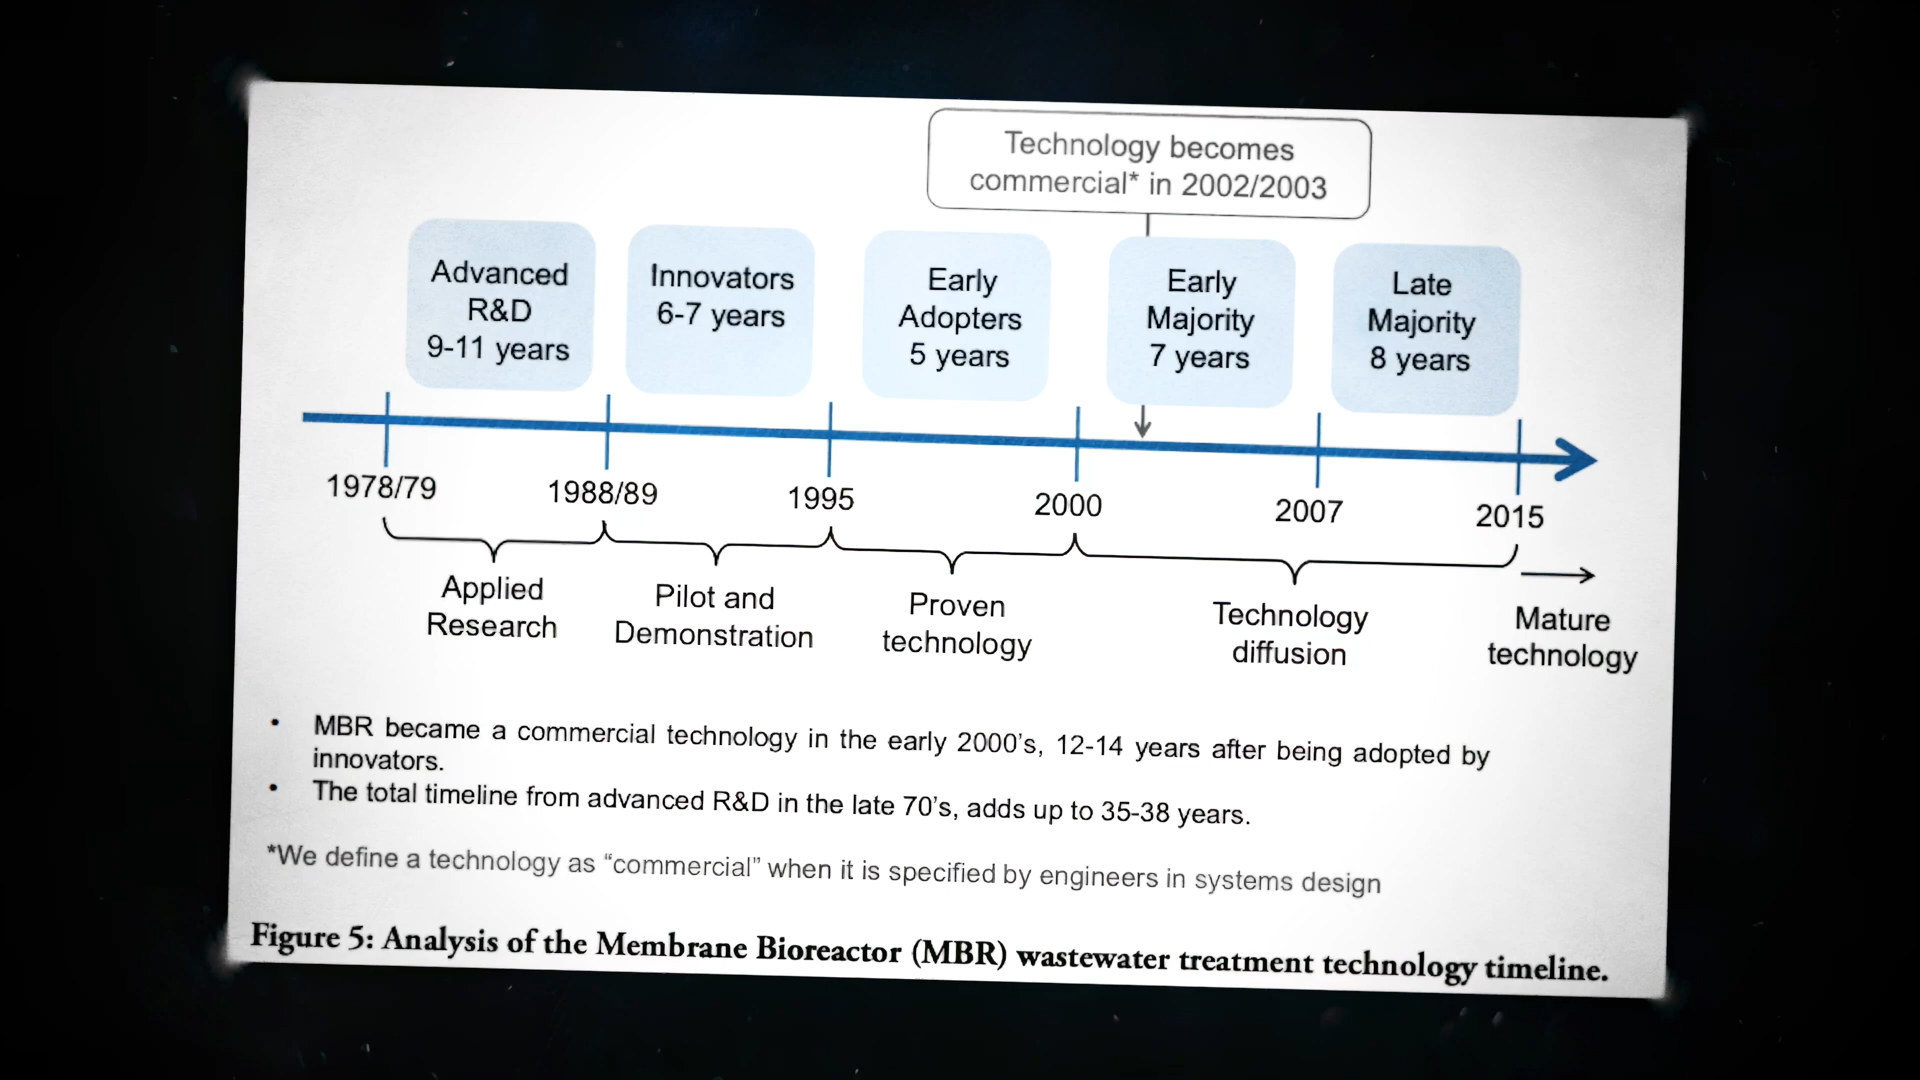 Technology becomes
commercial* in 2002/2003
Advanced
R&D
9-11 years
Innovators
6-7 years
Early
Adopters
5 years
Early
Majority
7 years
Late
Majority
8 years
1978/79
1988/89
1995
2000
2007
2015
Applied
Research
Pilot and
Demonstration
Proven
technology
Technology
diffusion
Mature
technology
• MBR became a commercial technology in the early 2000's, 12-14 years after being adopted by
innovators.
• The total timeline from advanced R&D in the late 70's, adds up to 35-38 years.
*We define a technology as “commercial” when it is specified by engineers in systems design
Figure 5: Analysis of the Membrane Bioreactor (MBR) wastewater treatment technology timeline.